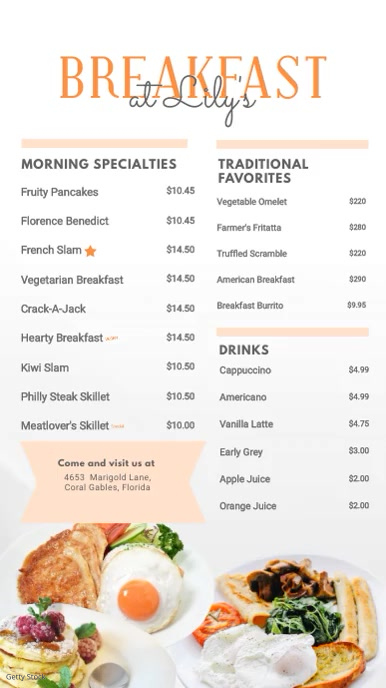 BREAKFAST
at Lily's
MORNING SPECIALTIES
Fruity Pancakes $10.45
Florence Benedict $10.45
French Slam $14.50
Vegetarian Breakfast $14.50
Crack-A-Jack $14.50
Hearty Breakfast $14.50
Kiwi Slam $10.50
Philly Steak Skillet $10.50
Meatlover's Skillet $10.00
Come and visit us at
4653 Marigold Lane,
Coral Gables, Florida
TRADITIONAL
FAVORITES
Vegetable Omelet $220
Farmer's Fritatta $280
Truffled Scramble $220
American Breakfast $290
Breakfast Burrito $9.95
DRINKS
Cappuccino $4.99
Americano $4.99
Vanilla Latte $4.75
Early Grey $3.00
Apple Juice $2.00
Orange Juice $2.00
Getty